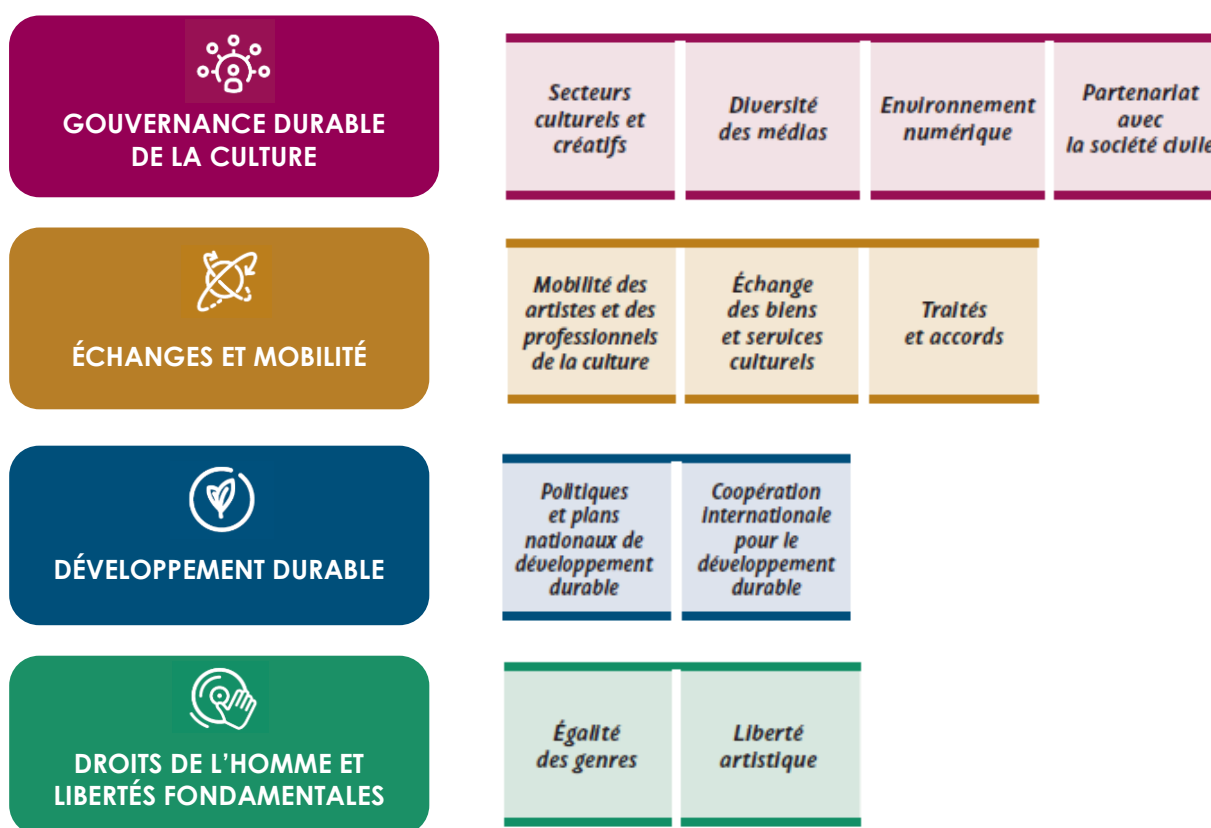 GOUVERNANCE DURABLE
DE LA CULTURE
Secteurs
culturels et
créatifs
Diversité
des médias
Environnement
numérique
Partenariat
avec
la société civile
ÉCHANGES ET MOBILITÉ
Mobilité des
artistes et des
professionnels
de la culture
Échange
des biens
et services
culturels
Traités
et accords
DÉVELOPPEMENT DURABLE
Politiques
et plans
nationaux de
développement
durable
Coopération
internationale
pour le
développement
durable
DROITS DE L’HOMME ET
LIBERTÉS FONDAMENTALES
Égalité
des genres
Liberté
artistique